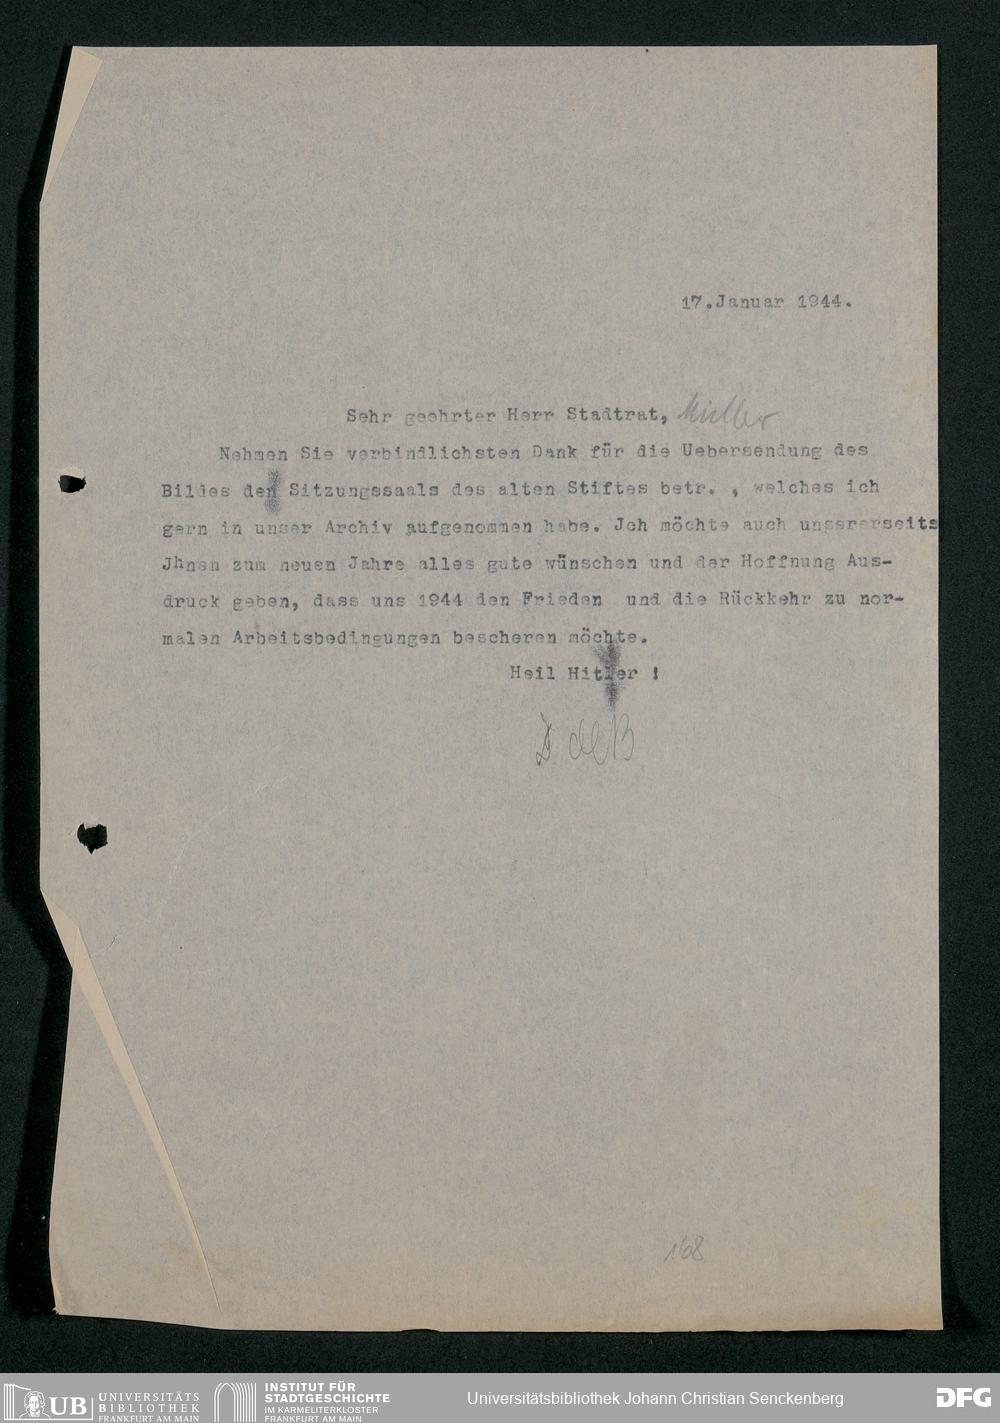 17.Januar 1944.
Sehr geehrter Herr Stadtrat, Müller
Nehmen Sie verbindlichsten Dank für die Uebersendung des
Bildes den Sitzungssaals des alten Stiftes betr. , welches ich
gern in unser Archiv aufgenommen habe. Jch möchte auch unsererseits
Jhnen zum neuen Jahre alles gute wünschen und der Hoffnung Aus-
druck geben, dass uns 1944 den Frieden und die Rückkehr zu nor-
malen Arbeitsbedingungen bescheren möchte.
Heil Hitler !
168
UB UNIVERSITÄTS
BIBLIOTHEK
FRANKFURT AM MAIN
INSTITUT FÜR
STADTGESCHICHTE
IM KARMELITERKLOSTER
FRANKFURT AM MAIN
Universitätsbibliothek Johann Christian Senckenberg
DFG